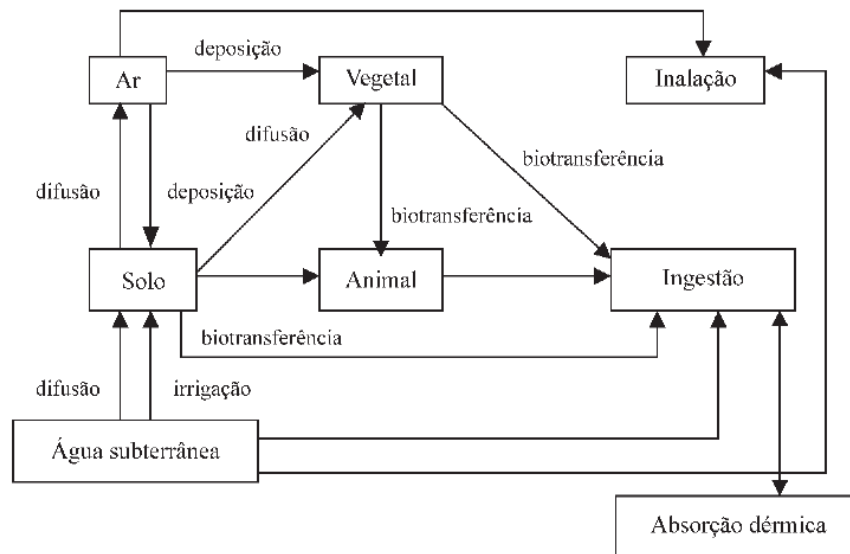 deposição
Ar
Vegetal
Inalação
difusão
biotransferência
difusão
deposição
biotransferência
Solo
Animal
Ingestão
biotransferência
difusão
irrigação
Água subterrânea
Absorção dérmica